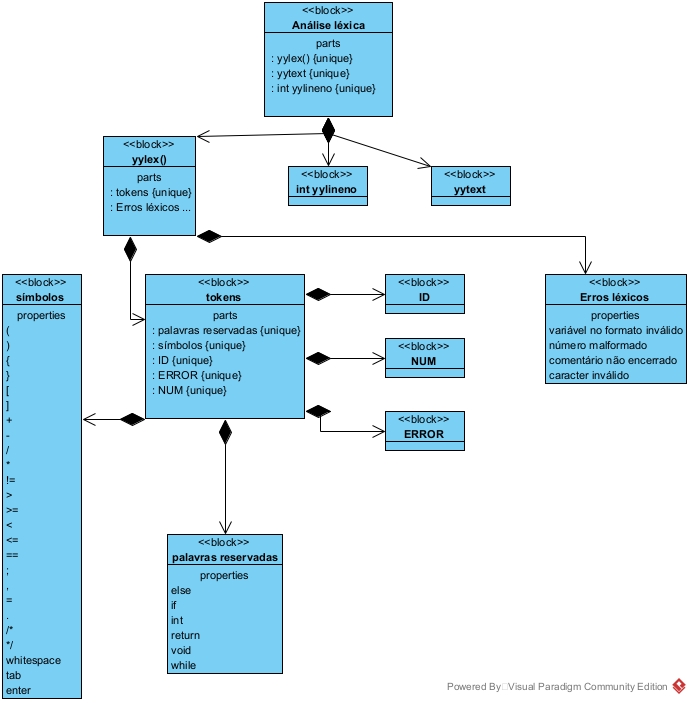 <<block>>
Análise léxica
parts
: yylex() {unique}
: yytext {unique}
: int yylineno {unique}
<<block>>
yylex()
parts
: tokens {unique}
: Erros léxicos ...
<<block>>
int yylineno
<<block>>
yytext
<<block>>
símbolos
properties
(
)
{
}
[
]
+
-
/
*
!=
>
>=
<
<=
==
;
,
=
.
/*
*/
whitespace
tab
enter
<<block>>
tokens
parts
: palavras reservadas {unique}
: símbolos {unique}
: ID {unique}
: ERROR {unique}
: NUM {unique}
<<block>>
ID
<<block>>
NUM
<<block>>
ERROR
<<block>>
Erros léxicos
properties
variável no formato inválido
número malformado
comentário não encerrado
caracter inválido
<<block>>
palavras reservadas
properties
else
if
int
return
void
while
Powered By Visual Paradigm Community Edition